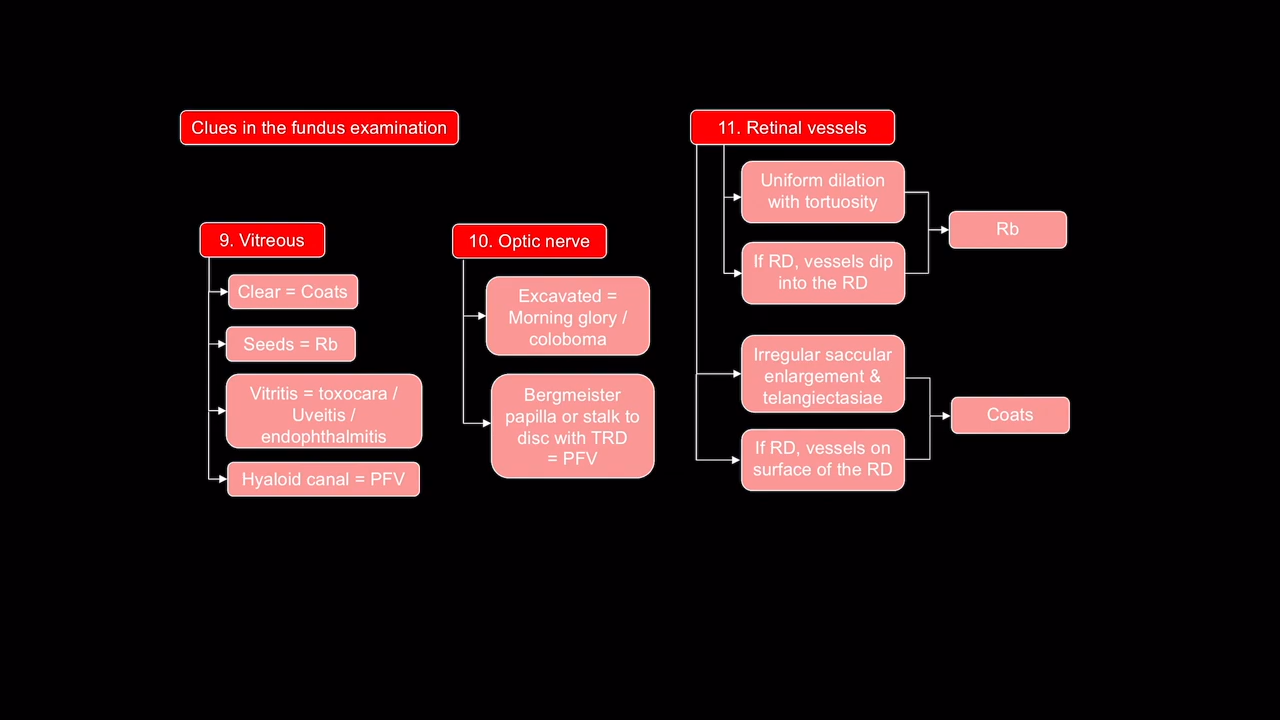 Clues in the fundus examination
9. Vitreous
Clear = Coats
Seeds = Rb
Vitritis = toxocara /
Uveitis /
endophthalmitis
Hyaloid canal = PFV
10. Optic nerve
Excavated =
Morning glory /
coloboma
Bergmeister
papilla or stalk to
disc with TRD
= PFV
11. Retinal vessels
Uniform dilation
with tortuosity
If RD, vessels dip
into the RD
Rb
Irregular saccular
enlargement &
telangiectasiae
If RD, vessels on
surface of the RD
Coats